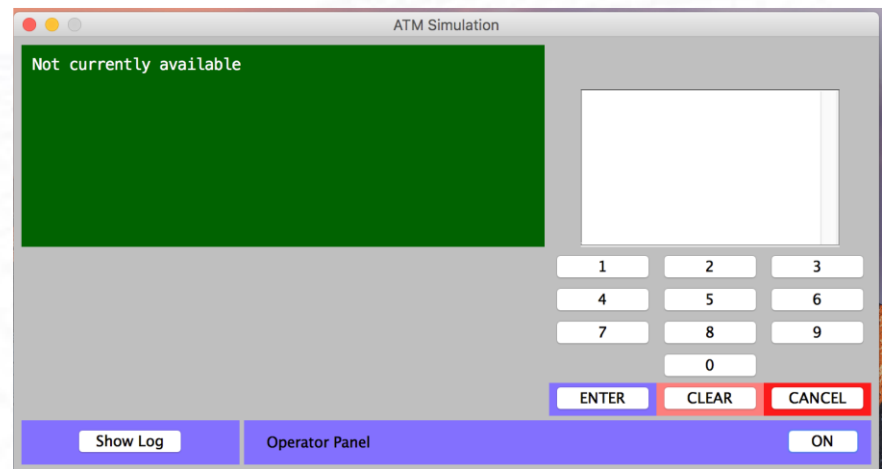 ATM Simulation
Not currently available
1 2 3
4 5 6
7 8 9
0
ENTER CLEAR CANCEL
Show Log Operator Panel ON